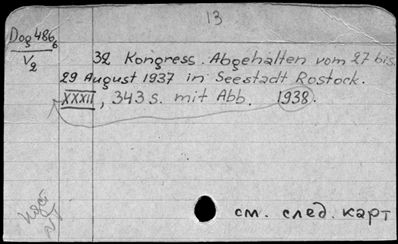 13
Dog 486 6
V2
32 Kongress. Abgehalten vom 27 bis
29 August 1937 in Seestadt Rostock.
XXXII, 343 S. mit Abb. 1938.
см. след. карт